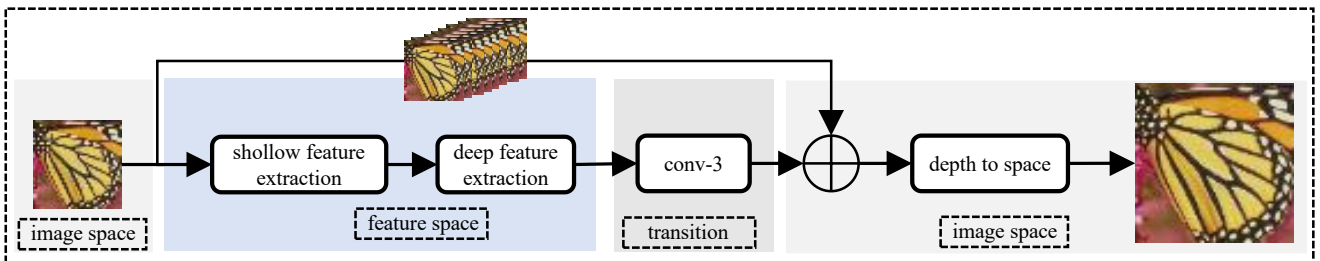 shollow feature
extraction
deep feature
extraction
conv-3
depth to space
image space
feature space
transition
image space